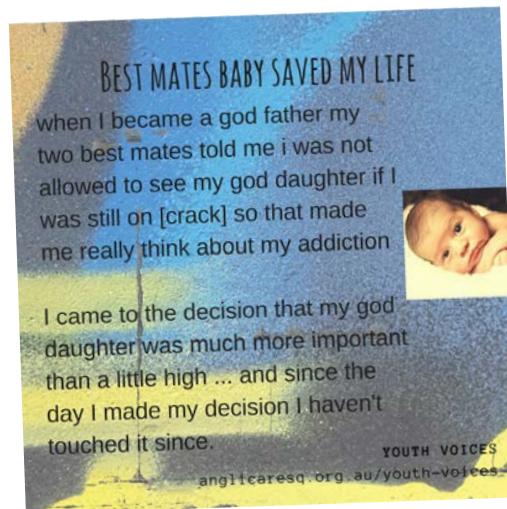 BEST MATES BABY SAVED MY LIFE
when I became a god father my
two best mates told me i was not
allowed to see my god daughter if I
was still on [crack] so that made
me really think about my addiction
I came to the decision that my god
daughter was much more important
than a little high ... and since the
day I made my decision I haven't
touched it since.
YOUTH VOICES
anglicaresq.org.au/youth-voices